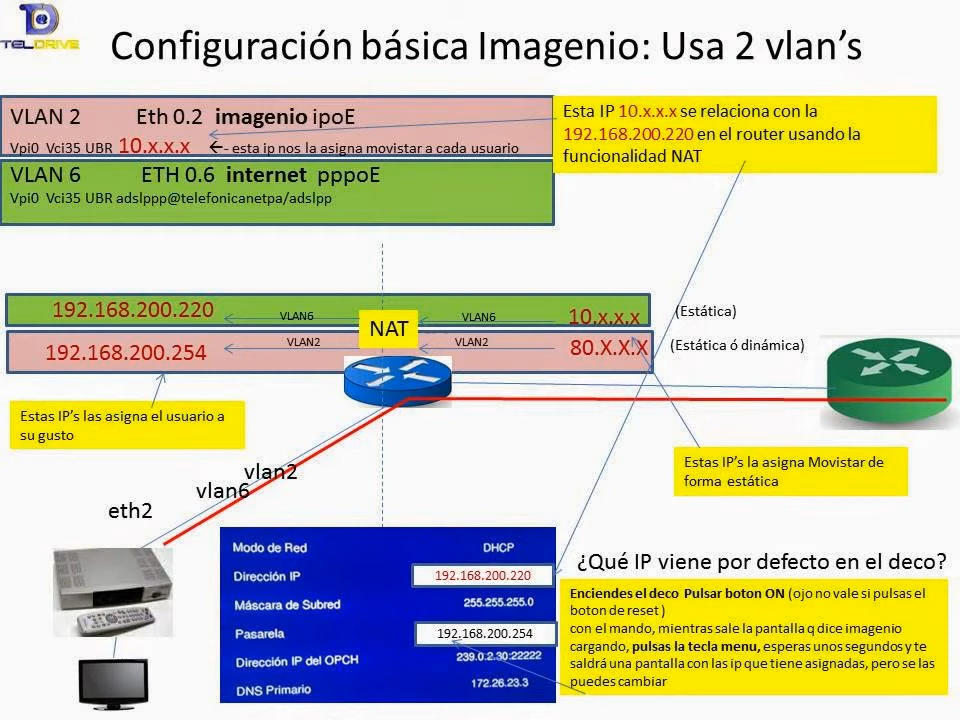 TELDRIVE
Configuración básica Imagenio: Usa 2 vlan’s
VLAN 2 Eth 0.2 imagenio ipoE
Vpi0 Vci35 UBR 10.x.x.x <- - esta ip nos la asigna movistar a cada usuario
VLAN 6 ETH 0.6 internet pppoE
Vpi0 Vci35 UBR adslppp@telefonicanetpa/adslpp
Esta IP 10.x.x.x se relaciona con la
192.168.200.220 en el router usando la
funcionalidad NAT
192.168.200.220 VLAN6 VLAN6 10.x.x.x (Estática)
NAT
192.168.200.254 VLAN2 VLAN2 80.X.X.X (Estática ó dinámica)
Estas IP’s las asigna el usuario a
su gusto
Estas IP’s la asigna Movistar de
forma estática
vlan2
vlan6
eth2
Modo de Red DHCP
Dirección IP 192.168.200.220
Máscara de Subred 255.255.255.0
Pasarela 192.168.200.254
Dirección IP del OPCH 239.0.2.30:22222
DNS Primario 172.26.23.3
¿Qué IP viene por defecto en el deco?
Enciendes el deco Pulsar boton ON (ojo no vale si pulsas el
boton de reset )
con el mando, mientras sale la pantalla q dice imagenio
cargando, pulsas la tecla menu, esperas unos segundos y te
saldrá una pantalla con las ip que tiene asignadas, pero se las
puedes cambiar